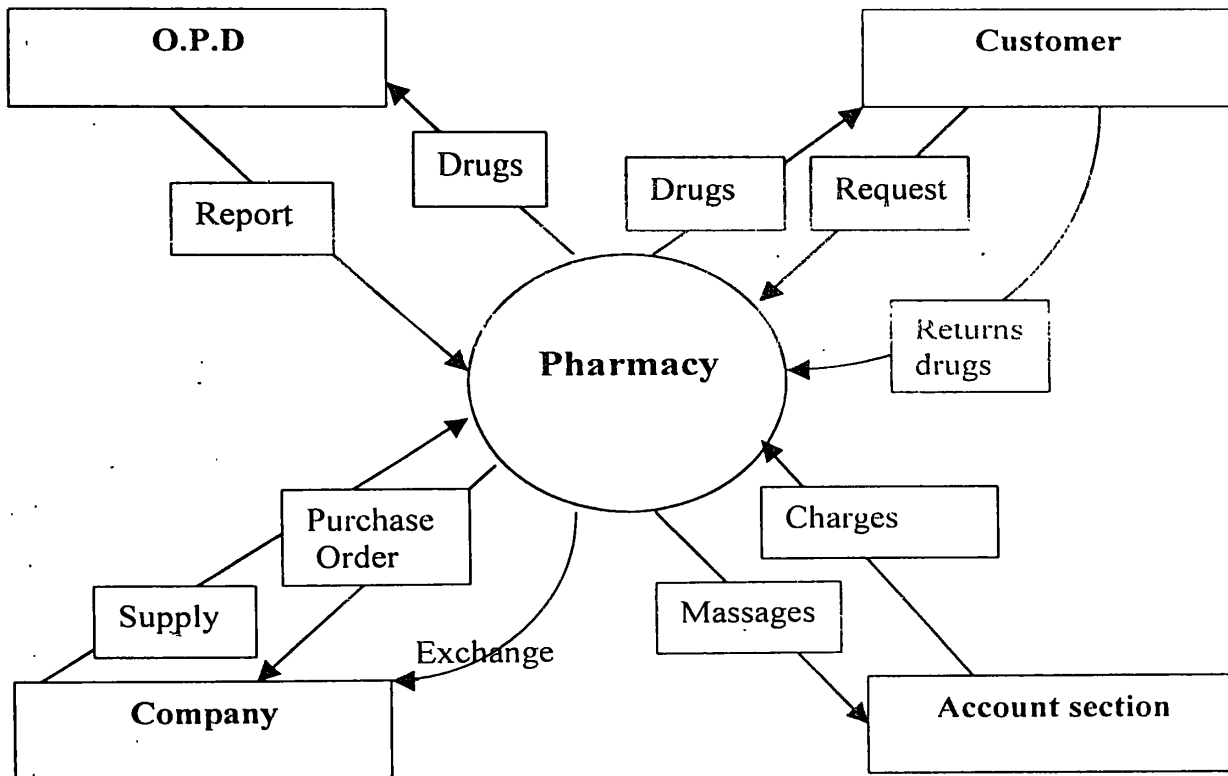 O.P.D
Customer
Drugs
Drugs
Request
Report
Returns
drugs
Pharmacy
Purchase
Order
Charges
Supply
Massages
Exchange
Company
Account section